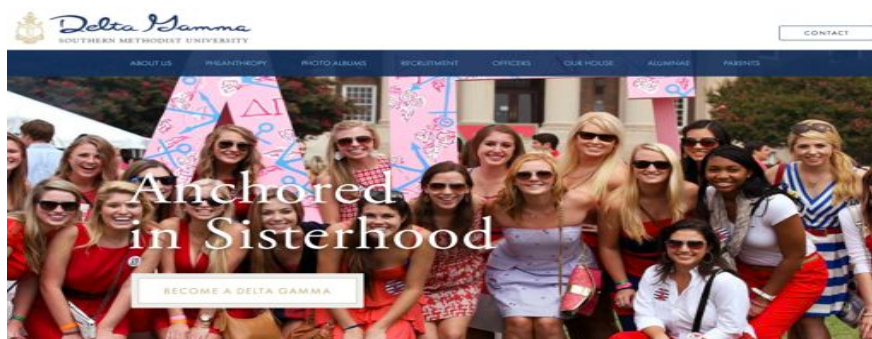 Delta Gamma
SOUTHERN METHODIST UNIVERSITY
CONTACT
ABOUT US PHILANTHROPY PHOTO ALBUMS RECRUITMENT OFFICERS OUR HOUSE ALUMNAE PARENTS
ΔΓ
Anchored
in Sisterhood
BECOME A DELTA GAMMA